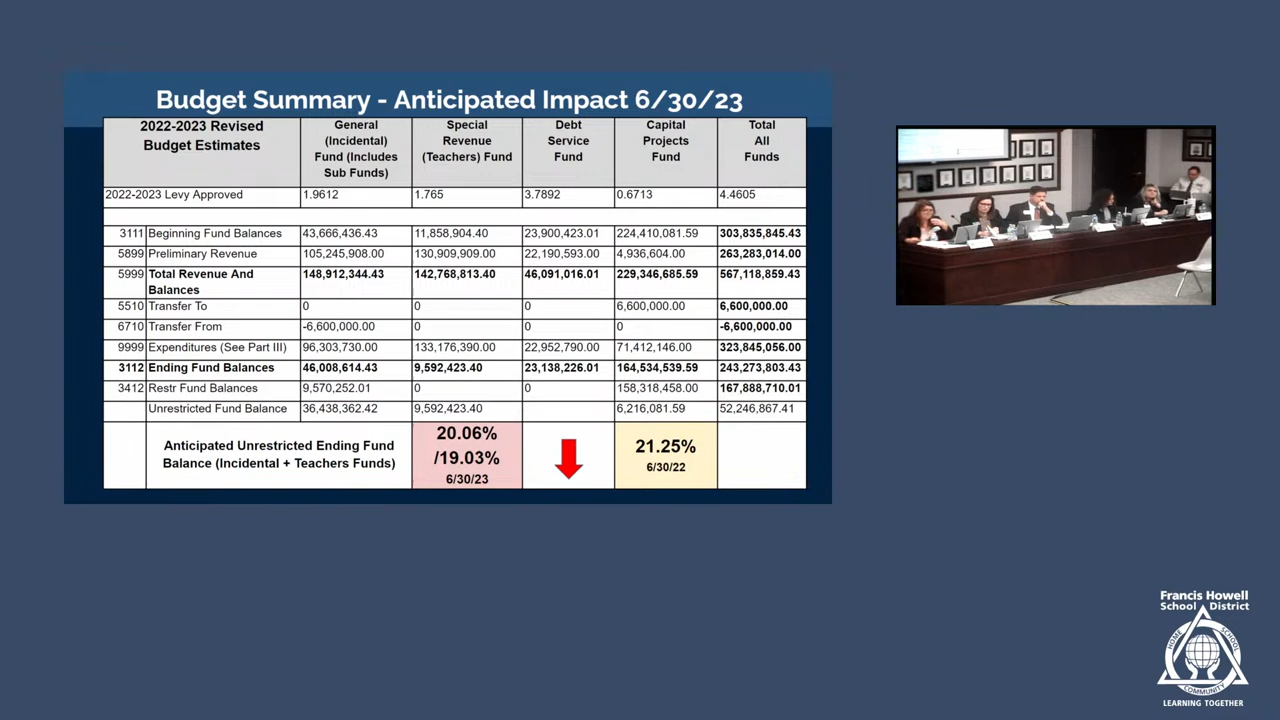 Budget Summary - Anticipated Impact 6/30/23
2022-2023 Revised Budget Estimates | General (Incidental) Fund (Includes Sub Funds) | Special Revenue (Teachers) Fund | Debt Service Fund | Capital Projects Fund | Total All Funds
2022-2023 Levy Approved 1.9612 1.765 3.7892 0.6713 4.4605
3111 Beginning Fund Balances 43,666,436.43 11,858,904.40 23,900,423.01 224,410,081.59 303,835,845.43
5899 Preliminary Revenue 105,245,908.00 130,909,909.00 22,190,593.00 4,936,604.00 263,283,014.00
5999 Total Revenue And Balances 148,912,344.43 142,768,813.40 46,091,016.01 229,346,685.59 567,118,859.43
5510 Transfer To 0 0 0 6,600,000.00 6,600,000.00
6710 Transfer From -6,600,000.00 0 0 0 -6,600,000.00
9999 Expenditures (See Part III) 96,303,730.00 133,176,390.00 22,952,790.00 71,412,146.00 323,845,056.00
3112 Ending Fund Balances 46,008,614.43 9,592,423.40 23,138,226.01 164,534,539.59 243,273,803.43
3412 Restr Fund Balances 9,570,252.01 0 0 158,318,458.00 167,888,710.01
Unrestricted Fund Balance 36,438,362.42 9,592,423.40 6,216,081.59 52,246,867.41
Anticipated Unrestricted Ending Fund
Balance (Incidental + Teachers Funds)
20.06%
/19.03%
6/30/23
21.25%
6/30/22
Francis Howell
School District
HOME SCHOOL
COMMUNITY
LEARNING TOGETHER